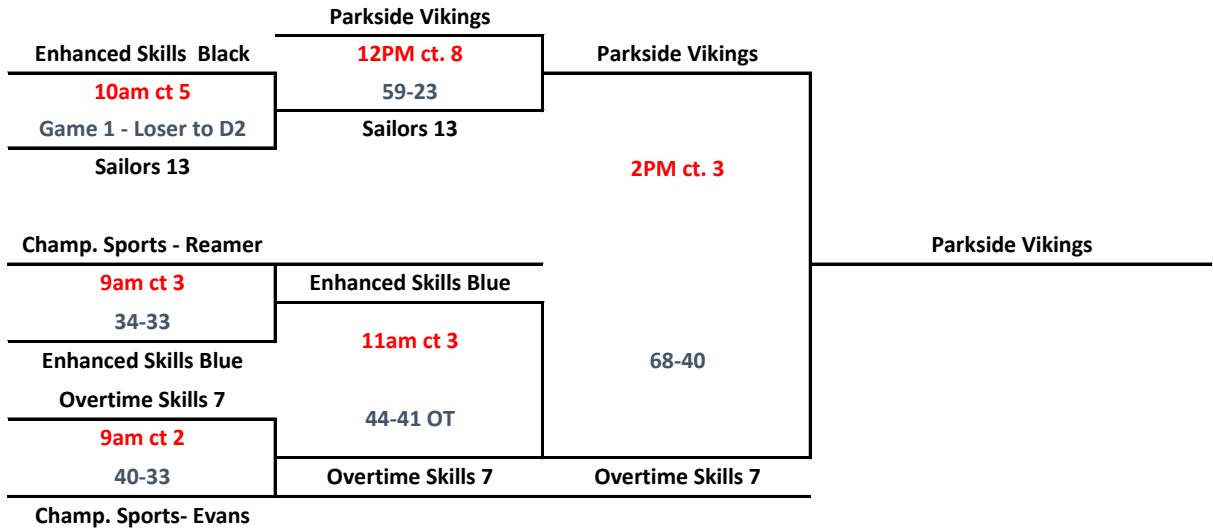 Parkside Vikings
Enhanced Skills  Black
12PM ct. 8
Parkside Vikings
10am ct 5
59-23
Game 1 - Loser to D2
Sailors 13
Sailors 13
2PM ct. 3
Champ. Sports - Reamer
Parkside Vikings
9am ct 3
Enhanced Skills Blue
34-33
11am ct 3
Enhanced Skills Blue
68-40
Overtime Skills 7
44-41 OT
9am ct 2
40-33
Overtime Skills 7
Overtime Skills 7
Champ. Sports- Evans